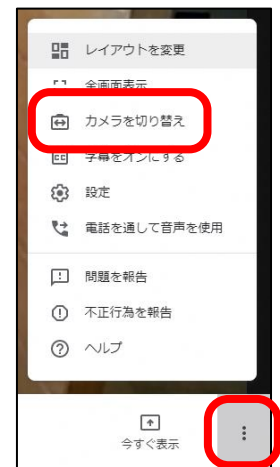 レイアウトを変更
全画面表示
カメラを切り替え
字幕をオンにする
設定
電話を通して音声を使用
問題を報告
不正行為を報告
ヘルプ
今すぐ表示